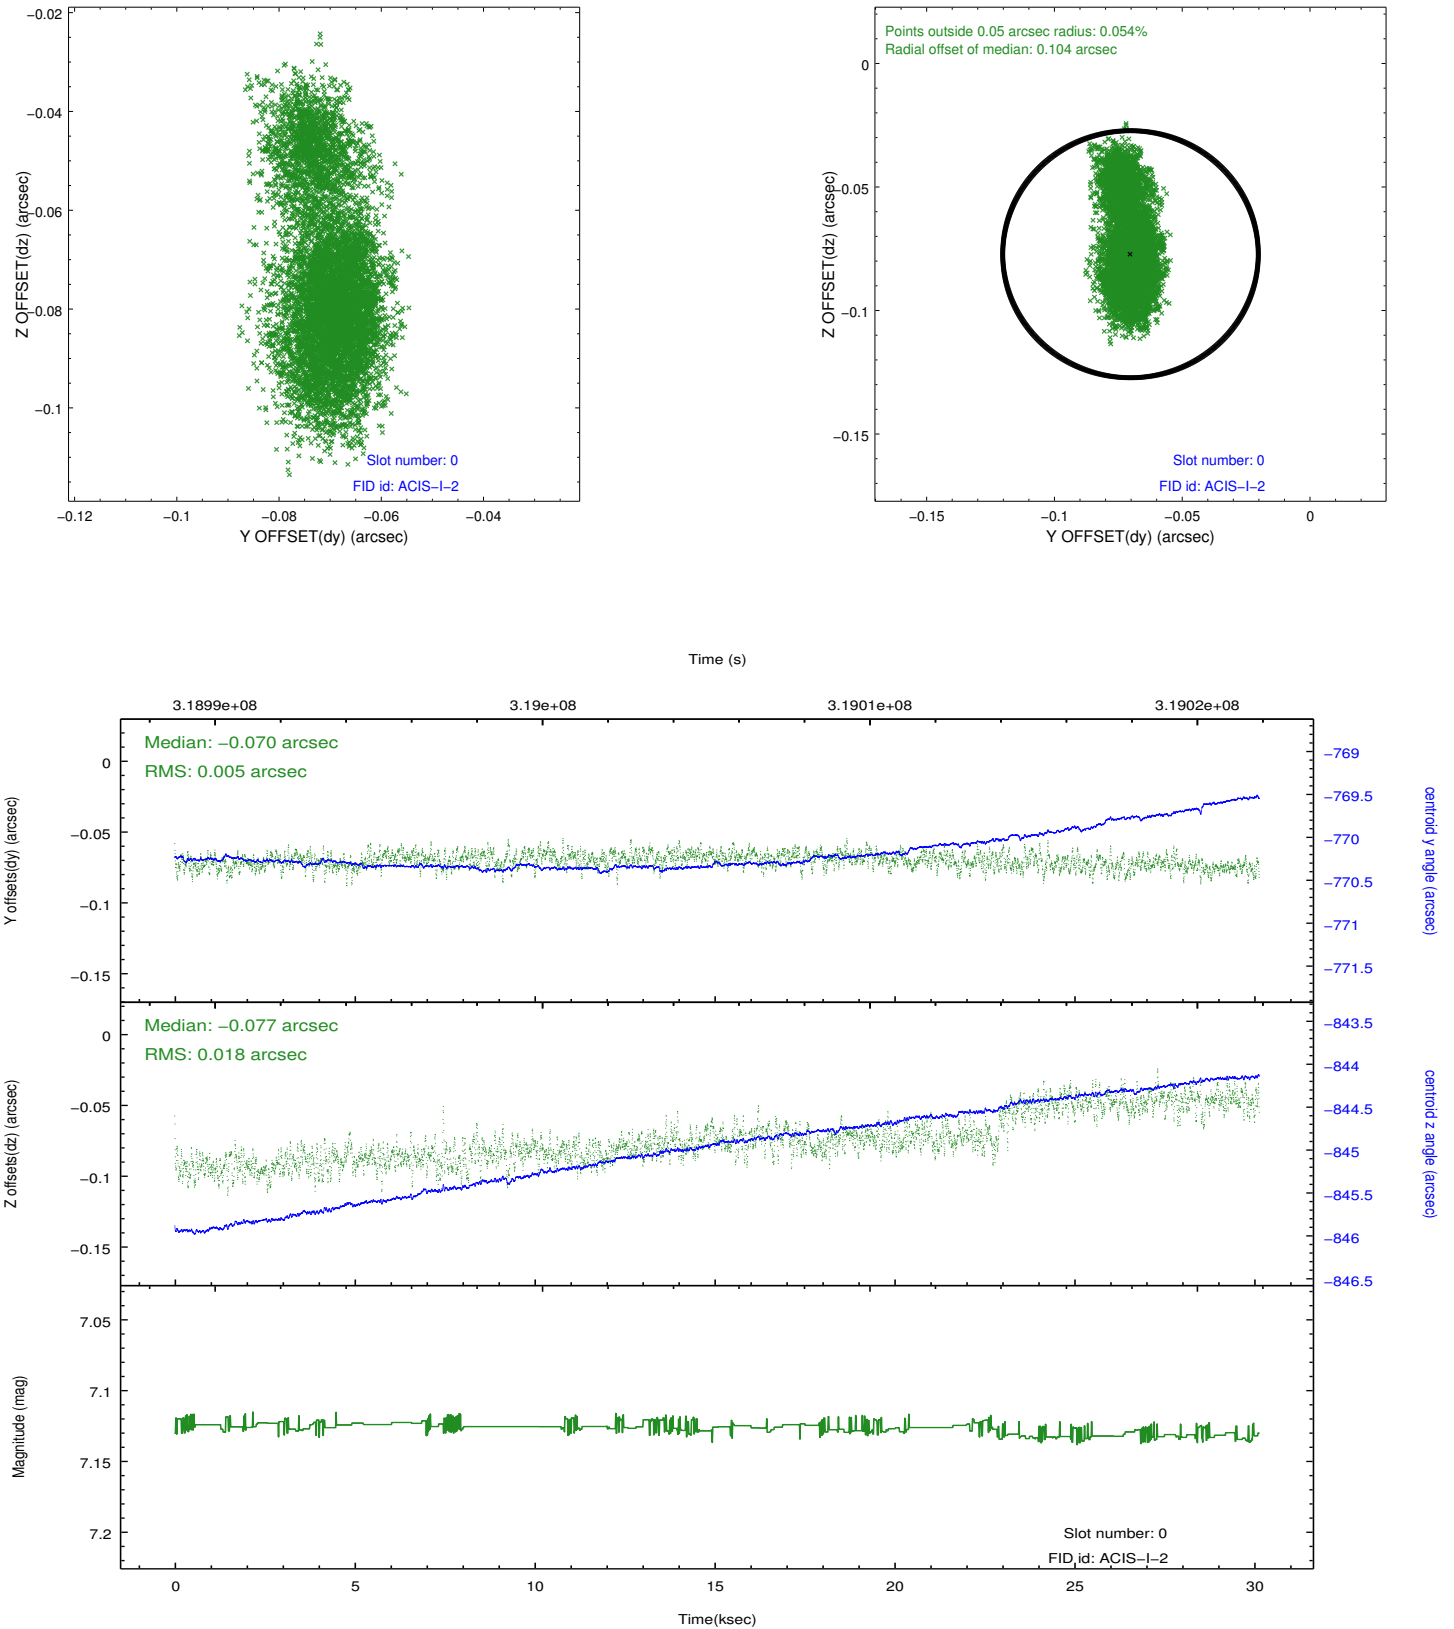 −0.02
−0.04
−0.06
−0.08
−0.1
Z OFFSET(dz) (arcsec)
−0.12
−0.1
−0.08
−0.06
−0.04
Y OFFSET(dy) (arcsec)
Slot number: 0
FID id: ACIS−I−2
Points outside 0.05 arcsec radius: 0.054%
Radial offset of median: 0.104 arcsec
0
−0.05
−0.1
−0.15
Z OFFSET(dz) (arcsec)
−0.15
−0.1
−0.05
0
Y OFFSET(dy) (arcsec)
Slot number: 0
FID id: ACIS−I−2
Time (s)
3.1899e+08
3.19e+08
3.1901e+08
3.1902e+08
Median: −0.070 arcsec
RMS: 0.005 arcsec
0
−0.05
−0.1
−0.15
Y offsets(dy) (arcsec)
−769
−769.5
−770
−770.5
−771
−771.5
centroid y angle (arcsec)
Median: −0.077 arcsec
RMS: 0.018 arcsec
0
−0.05
−0.1
−0.15
Z offsets(dz) (arcsec)
−843.5
−844
−844.5
−845
−845.5
−846
−846.5
centroid z angle (arcsec)
7.05
7.1
7.15
7.2
Magnitude (mag)
Slot number: 0
FID id: ACIS−I−2
0
5
10
15
20
25
30
Time(ksec)